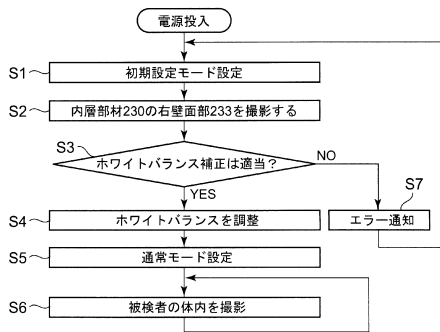 電源投入
S1
初期設定モード設定
S2
内層部材230の右壁面部233を撮影する
S3
ホワイトバランス補正は適当？
NO
YES
S7
エラー通知
S4
ホワイトバランスを調整
S5
通常モード設定
S6
被検者の体内を撮影